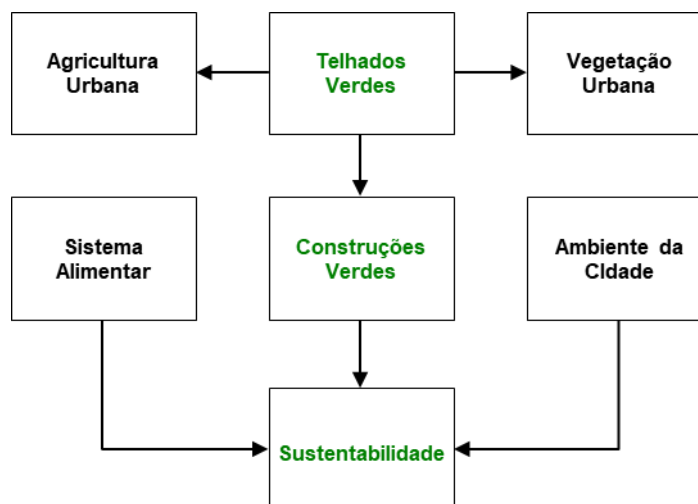 Agricultura
Urbana
Telhados
Verdes
Vegetação
Urbana
Sistema
Alimentar
Construções
Verdes
Ambiente da
CIdade
Sustentabilidade